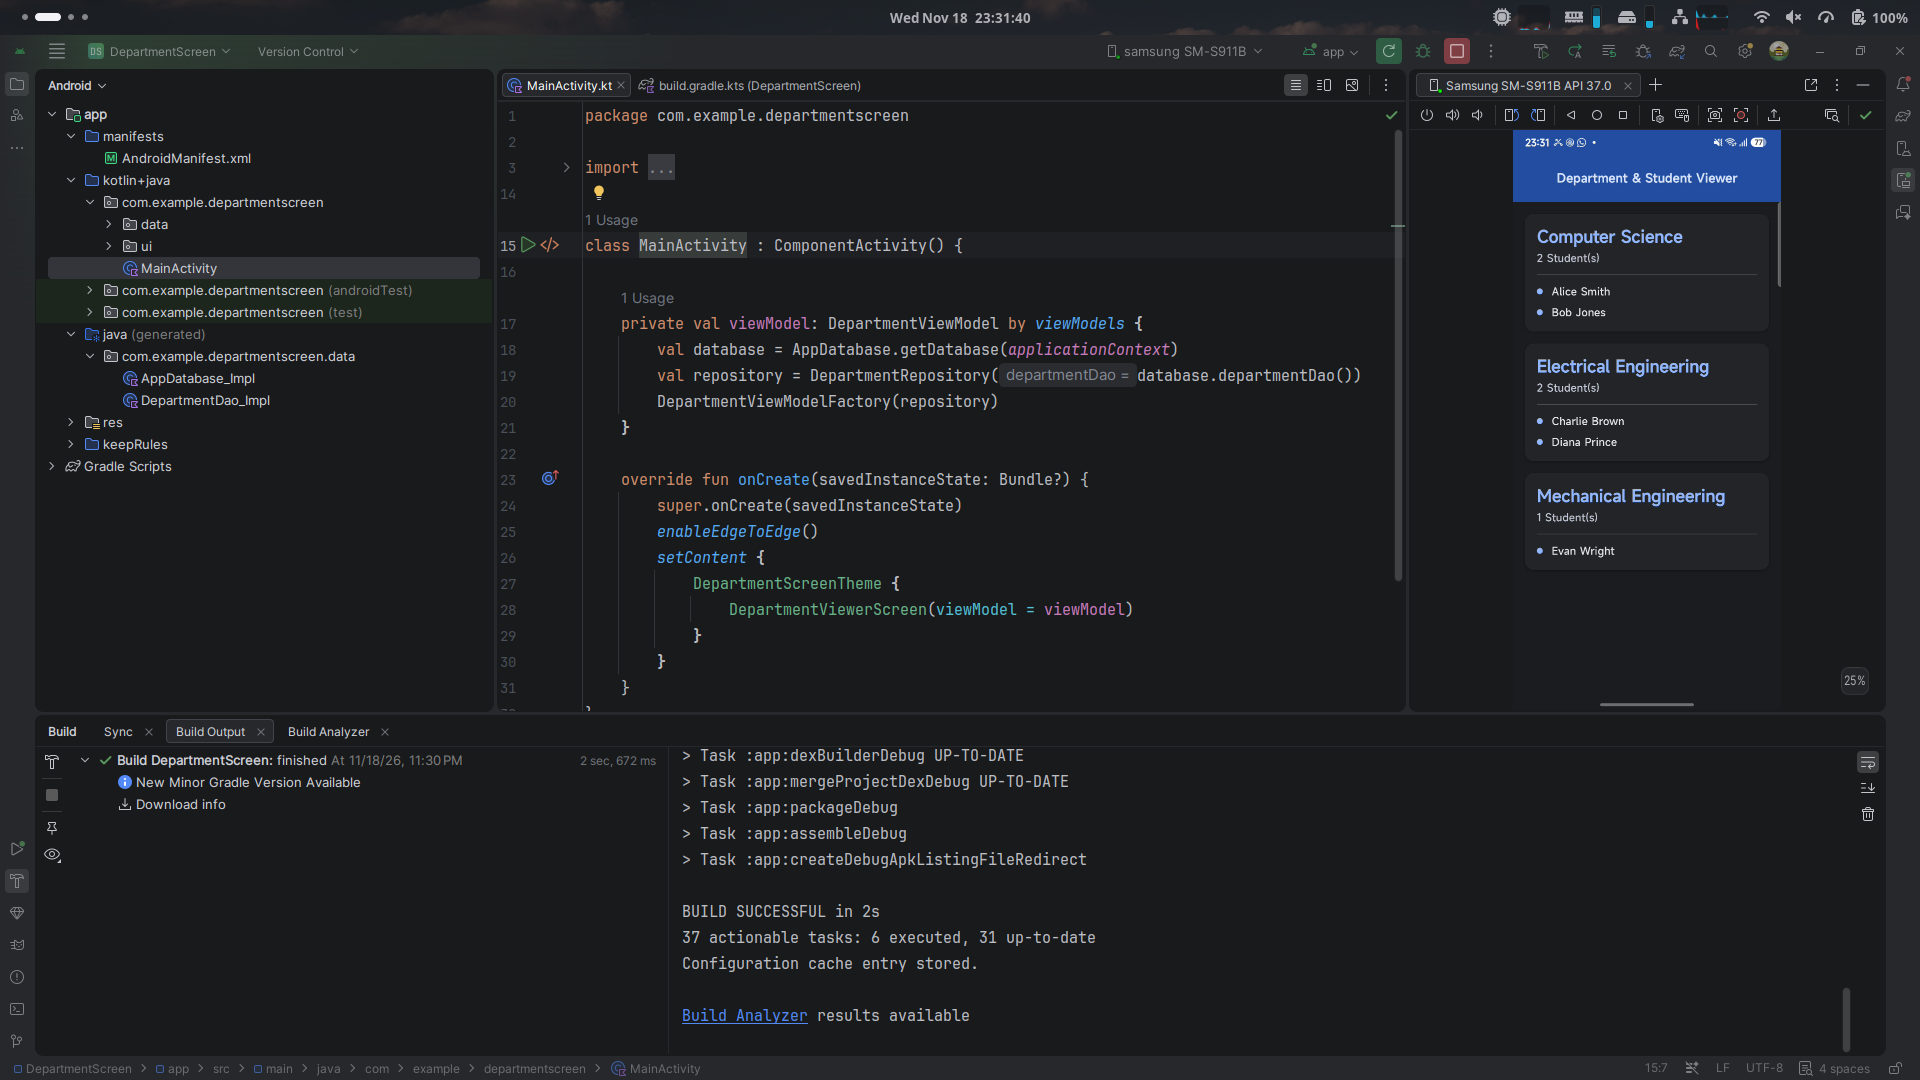 Wed Nov 18 23:31:40
100%
DS DepartmentScreen
Version Control
samsung SM-S911B
app
Android
app
manifests
AndroidManifest.xml
kotlin+java
com.example.departmentscreen
data
ui
MainActivity
com.example.departmentscreen (androidTest)
com.example.departmentscreen (test)
java (generated)
com.example.departmentscreen.data
AppDatabase_Impl
DepartmentDao_Impl
res
keepRules
Gradle Scripts
MainActivity.kt
build.gradle.kts (DepartmentScreen)
1 package com.example.departmentscreen
2
3 import ...
14
1 Usage
15 class MainActivity : ComponentActivity() {
16
1 Usage
17 private val viewModel: DepartmentViewModel by viewModels {
18 val database = AppDatabase.getDatabase(applicationContext)
19 val repository = DepartmentRepository( departmentDao = database.departmentDao())
20 DepartmentViewModelFactory(repository)
21 }
22
23 override fun onCreate(savedInstanceState: Bundle?) {
24 super.onCreate(savedInstanceState)
25 enableEdgeToEdge()
26 setContent {
27 DepartmentScreenTheme {
28 DepartmentViewerScreen(viewModel = viewModel)
29 }
30 }
31 }
Samsung SM-S911B API 37.0
23:31
77
Department & Student Viewer
Computer Science
2 Student(s)
Alice Smith
Bob Jones
Electrical Engineering
2 Student(s)
Charlie Brown
Diana Prince
Mechanical Engineering
1 Student(s)
Evan Wright
25%
Build
Sync
Build Output
Build Analyzer
Build DepartmentScreen: finished At 11/18/26, 11:30 PM
2 sec, 672 ms
New Minor Gradle Version Available
Download info
> Task :app:dexBuilderDebug UP-TO-DATE
> Task :app:mergeProjectDexDebug UP-TO-DATE
> Task :app:packageDebug
> Task :app:assembleDebug
> Task :app:createDebugApkListingFileRedirect
BUILD SUCCESSFUL in 2s
37 actionable tasks: 6 executed, 31 up-to-date
Configuration cache entry stored.
Build Analyzer results available
DepartmentScreen > app > src > main > java > com > example > departmentscreen > MainActivity
15:7
LF
UTF-8
4 spaces